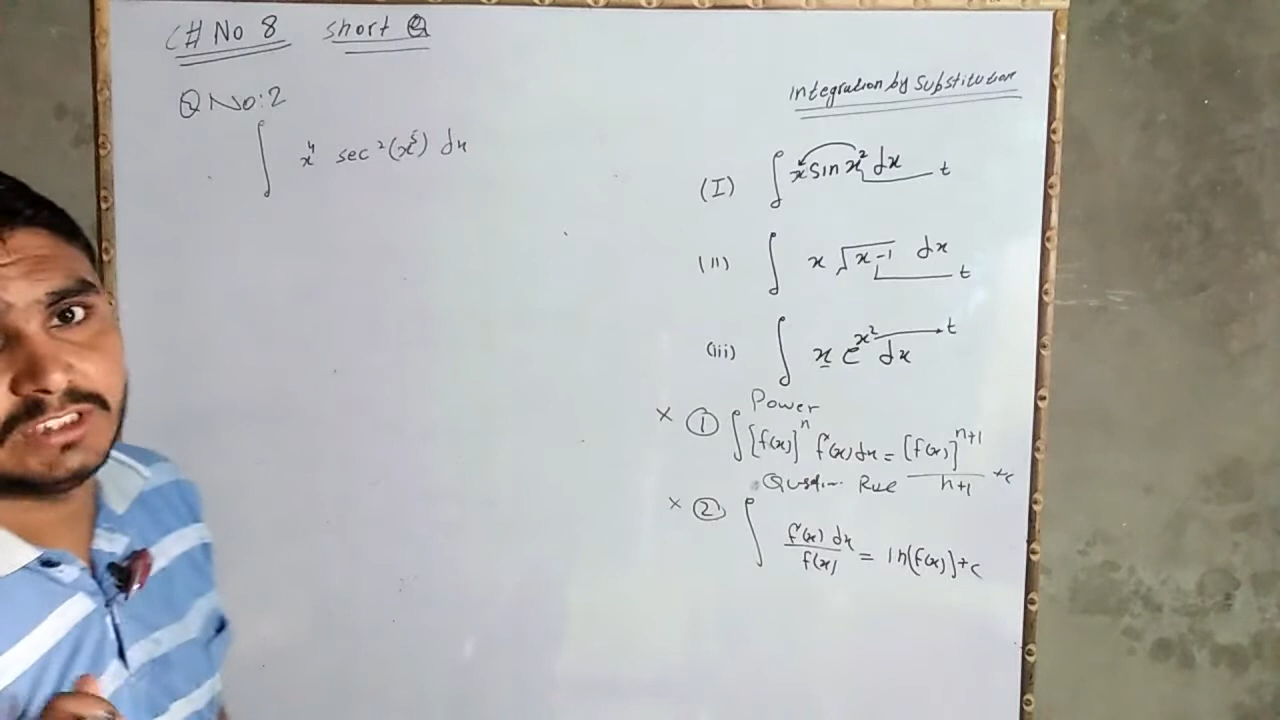 C# No 8 short Q
Q No:2
∫ x⁴ sec²(x⁵) dx
Integration by Substitution
(I) ∫ x sin x² dx t
(II) ∫ x √x-1 dx t
(iii) ∫ x e^x² dx t
Power
× ① ∫ [f(x)]^n f'(x) dx = [f(x)]^n+1 / n+1 + c
Rule
× ② ∫ f'(x) dx / f(x) = ln[f(x)] + c